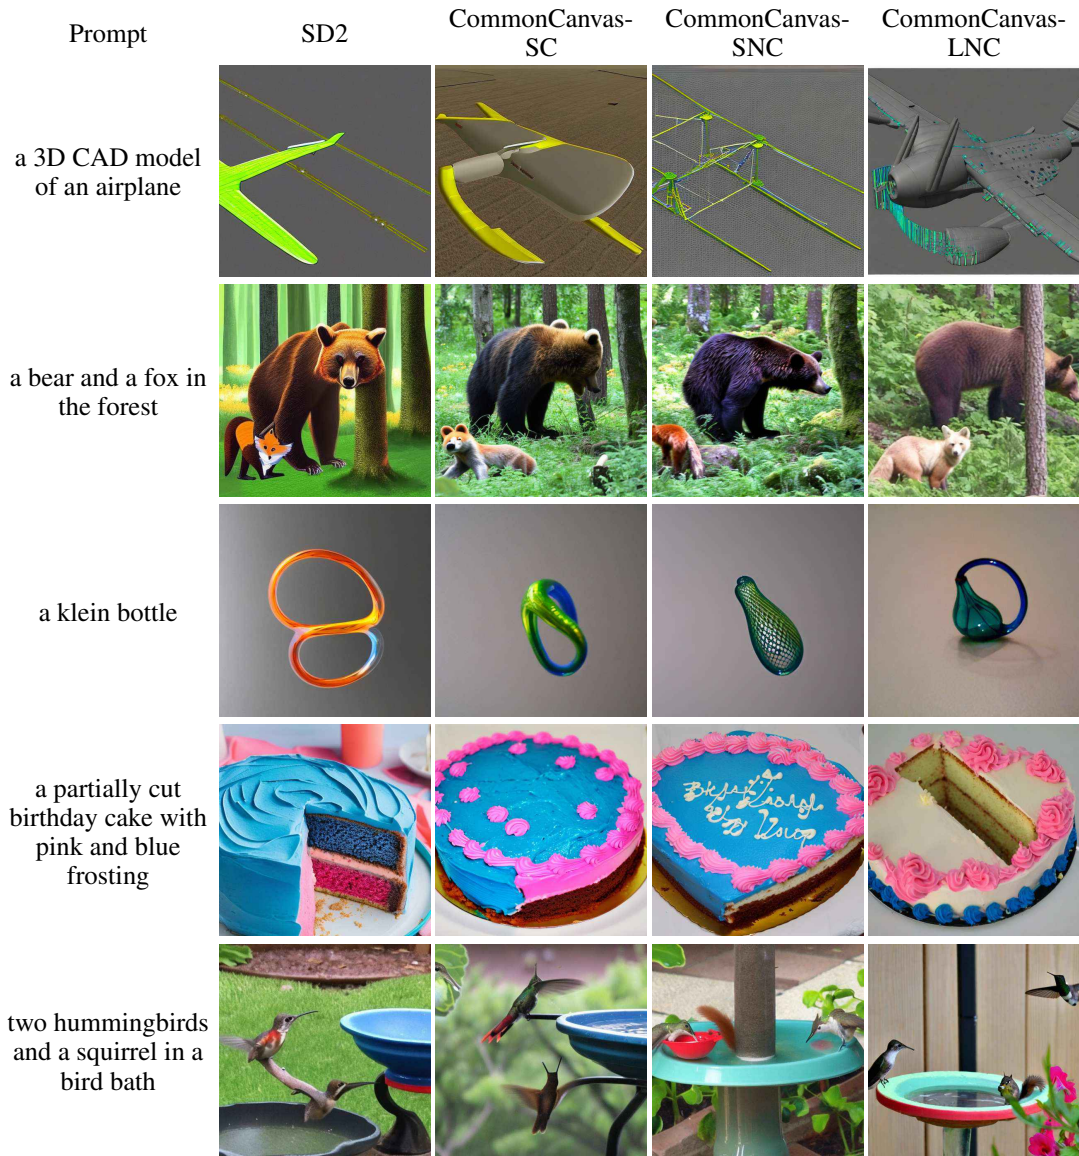 Prompt
SD2
CommonCanvas-
SC
CommonCanvas-
SNC
CommonCanvas-
LNC
a 3D CAD model
of an airplane
a bear and a fox in
the forest
a klein bottle
a partially cut
birthday cake with
pink and blue
frosting
two hummingbirds
and a squirrel in a
bird bath